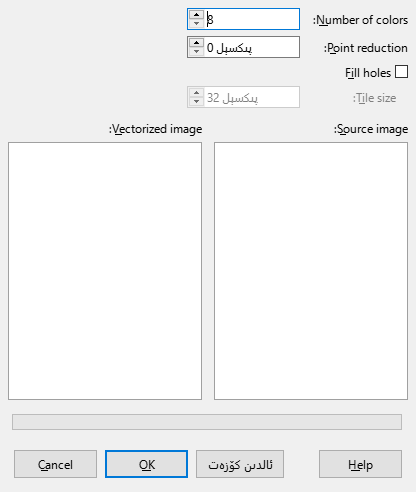 Number of colors:
8
Point reduction:
0 پىكسېل
Fill holes
Tile size:
32 پىكسېل
Source image:
Vectorized image:
Help
ئالدىن كۆزەت
OK
Cancel